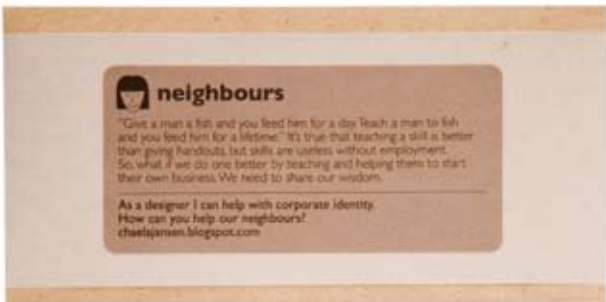 neighbours
"Give a man a fish and you feed him for a day. Teach a man to fish
and you feed him for a lifetime." It's true that teaching a skill is better
than giving handouts, but skills are useless without employment.
So, what if we do one better by teaching and helping them to start
their own business. We need to share our wisdom.
As a designer I can help with corporate identity.
How can you help our neighbours?
chaelajansen.blogspot.com